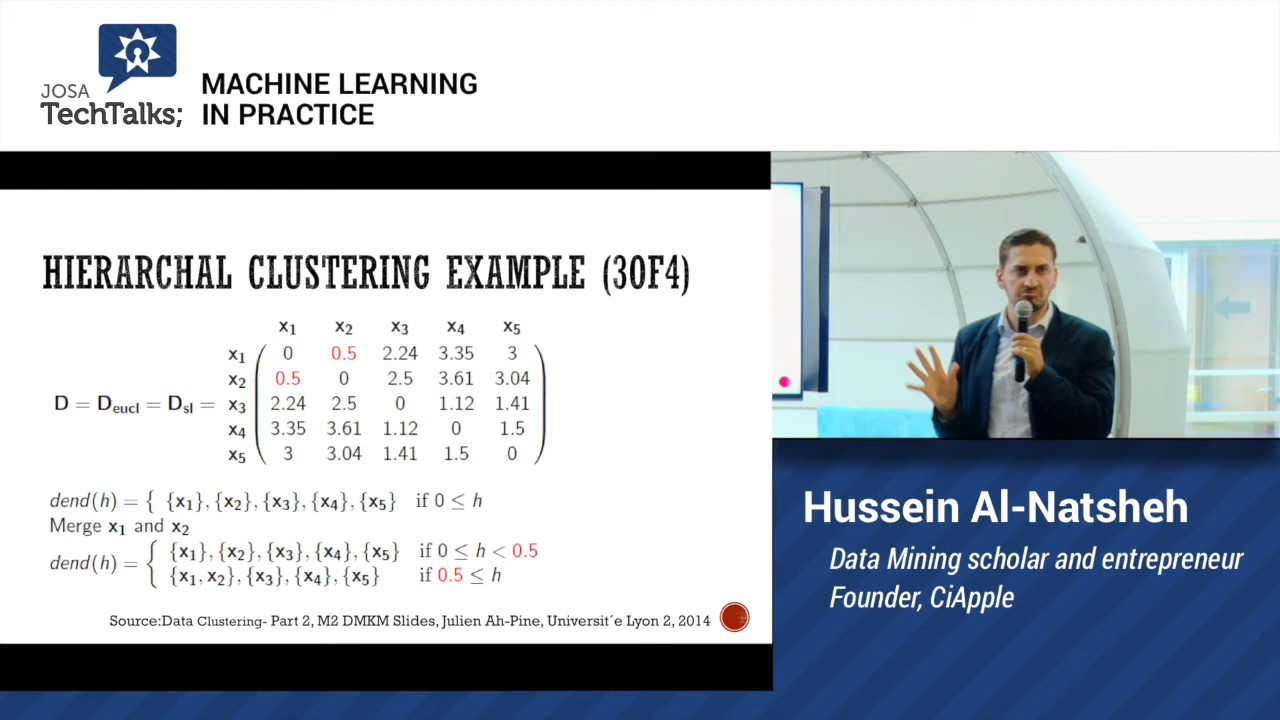 JOSA
TechTalks;
MACHINE LEARNING
IN PRACTICE
HIERARCHAL CLUSTERING EXAMPLE (3OF4)
x1 x2 x3 x4 x5
x1 0 0.5 2.24 3.35 3
x2 0.5 0 2.5 3.61 3.04
D = Deucl = Dsl = x3 2.24 2.5 0 1.12 1.41
x4 3.35 3.61 1.12 0 1.5
x5 3 3.04 1.41 1.5 0
dend(h) = { {x1}, {x2}, {x3}, {x4}, {x5} if 0 ≤ h
Merge x1 and x2
dend(h) = { {x1}, {x2}, {x3}, {x4}, {x5} if 0 ≤ h < 0.5
{x1, x2}, {x3}, {x4}, {x5} if 0.5 ≤ h
Source:Data Clustering- Part 2, M2 DMKM Slides, Julien Ah-Pine, Universit´e Lyon 2, 2014
Hussein Al-Natsheh
Data Mining scholar and entrepreneur
Founder, CiApple